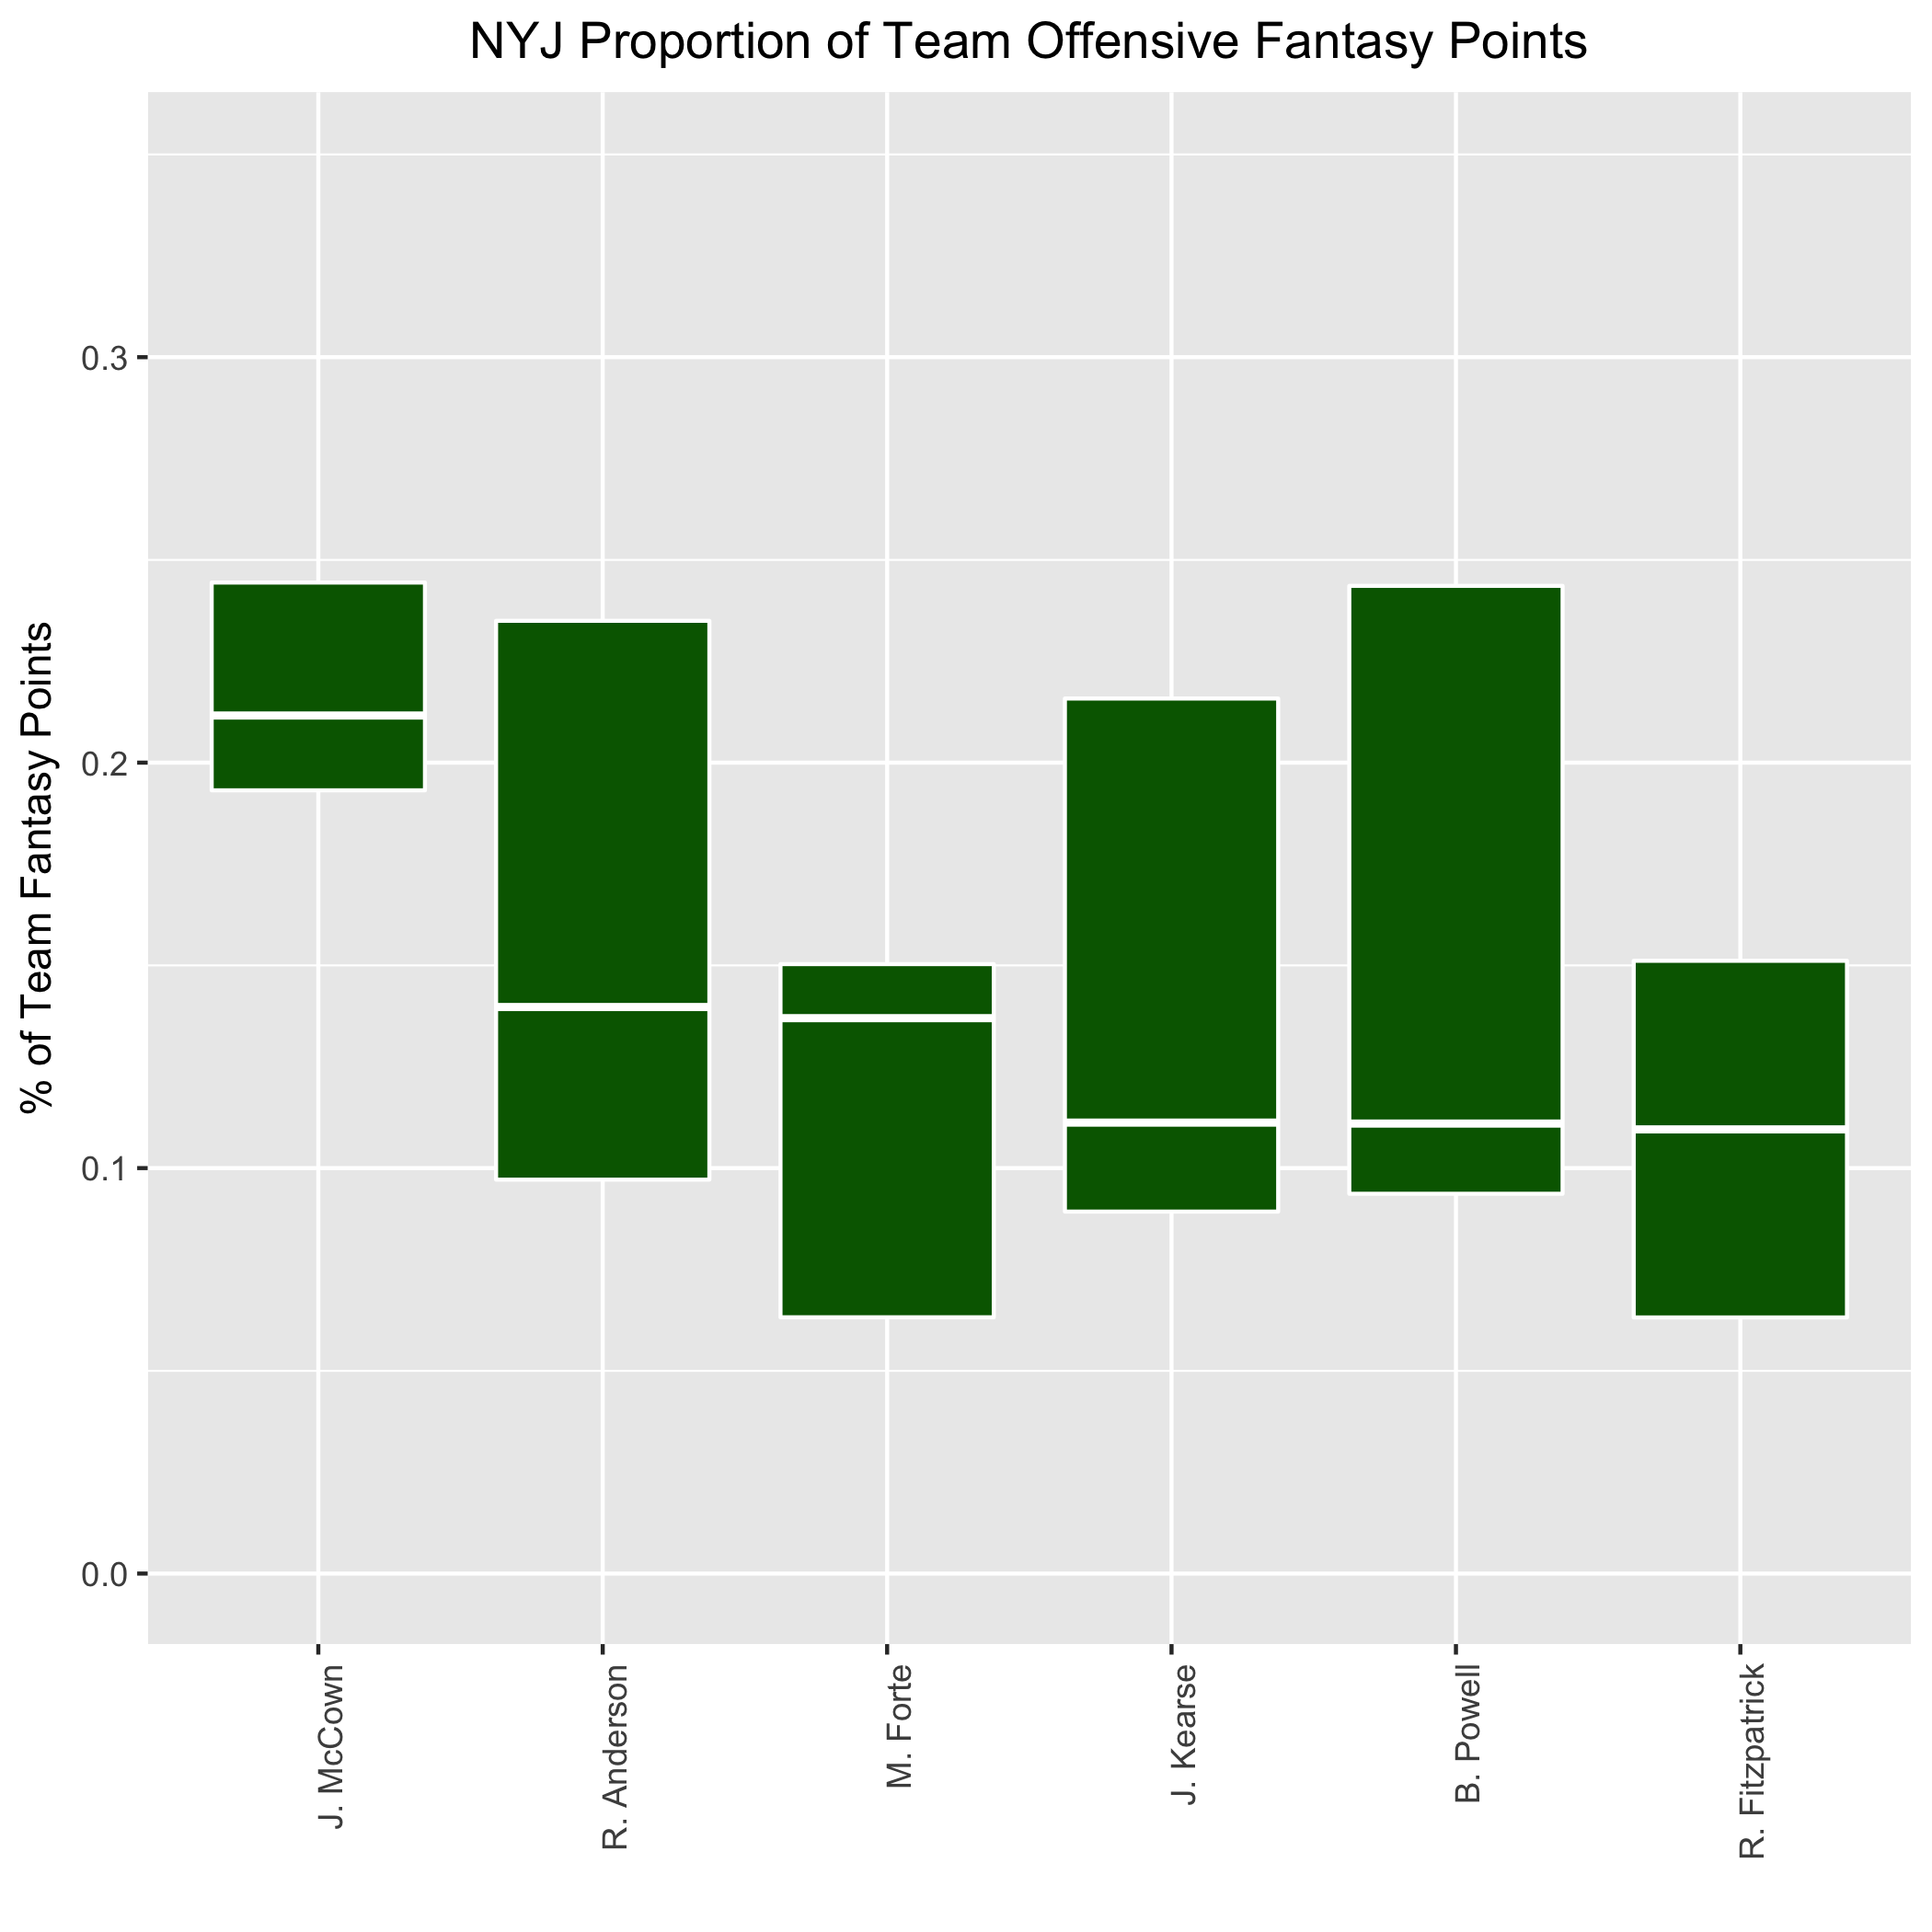 NYJ Proportion of Team Offensive Fantasy Points
% of Team Fantasy Points
0.3
0.2
0.1
0.0
J. McCown
R. Anderson
M. Forte
J. Kearse
B. Powell
R. Fitzpatrick